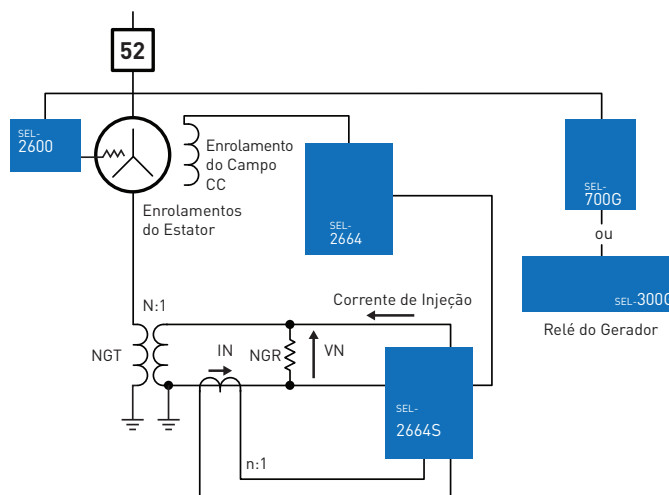 52
SEL-
2600
Enrolamento
do Campo
CC
Enrolamentos
do Estator
SEL-
2664
SEL-
700G
ou
SEL-300G
Relé do Gerador
N:1
Corrente de Injeção
NGT
IN
NGR
VN
SEL-
2664S
n:1